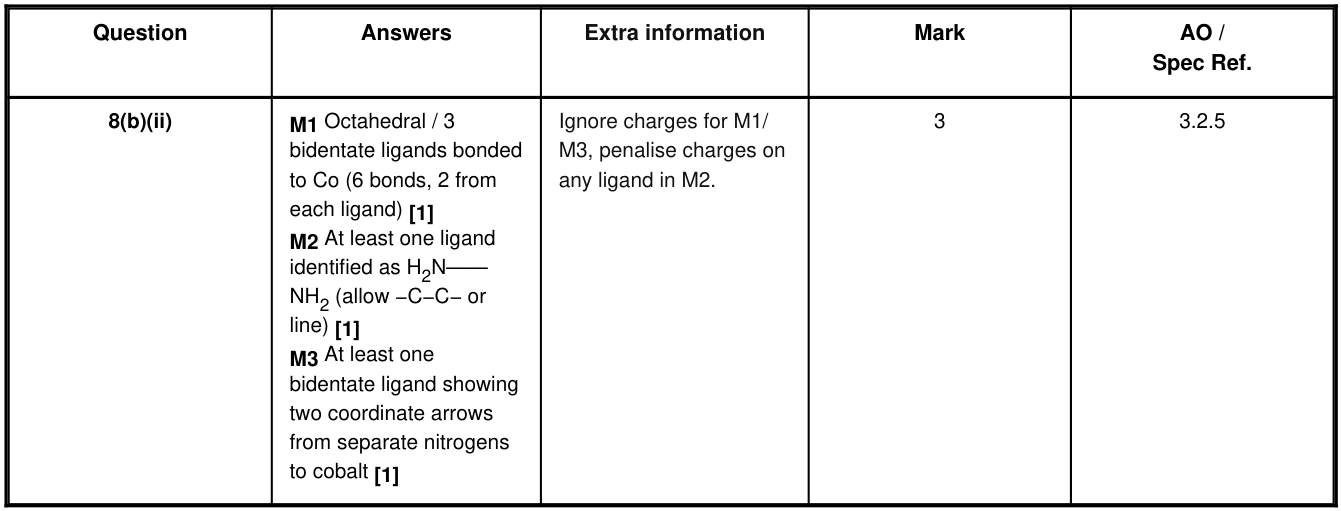 Question Answers Extra information Mark AO /
Spec Ref.
8(b)(ii) M1 Octahedral / 3 Ignore charges for M1/ 3 3.2.5
bidentate ligands bonded M3, penalise charges on
to Co (6 bonds, 2 from any ligand in M2.
each ligand) [1]
M2 At least one ligand
identified as H₂N——
NH₂ (allow –C–C– or
line) [1]
M3 At least one
bidentate ligand showing
two coordinate arrows
from separate nitrogens
to cobalt [1]